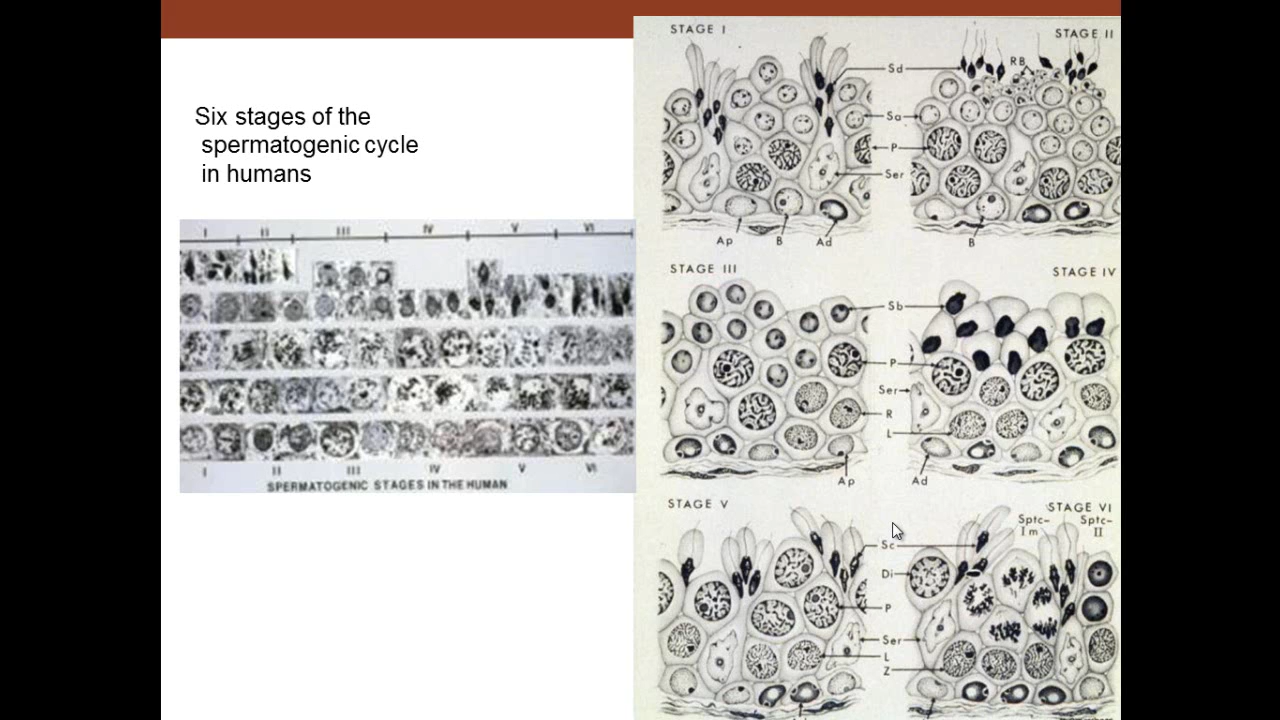 Six stages of the
spermatogenic cycle
in humans
I II III IV V VI
I II III IV V VI
SPERMATOGENIC STAGES IN THE HUMAN
STAGE I
STAGE II
Sd
RB
Sa
P
Ser
Ap B Ad
B
STAGE III
STAGE IV
Sb
P
Ser
R
L
Ap
Ad
STAGE V
STAGE VI
Sptc-
I m
Sptc-
II
Sc
Di
P
Ser
L
Z